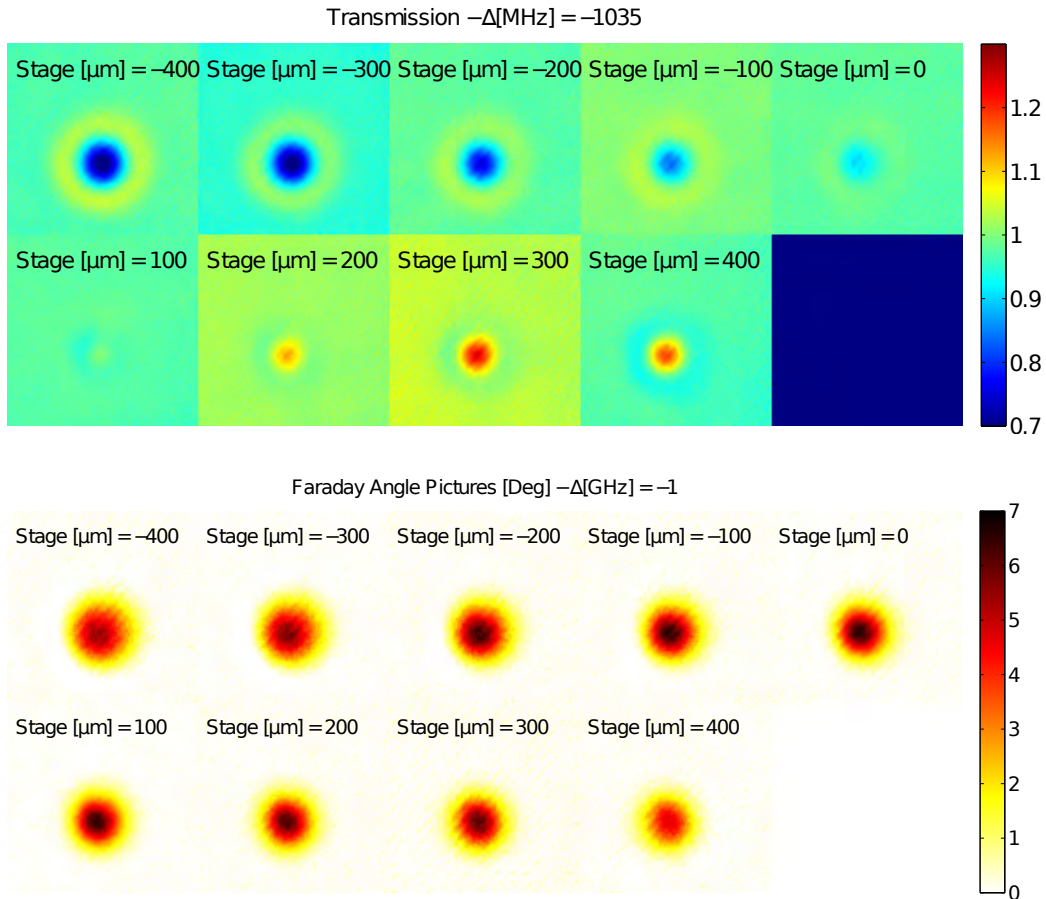 Transmission −Δ[MHz] = −1035
Stage [µm] = −400 Stage [µm] = −300 Stage [µm] = −200 Stage [µm] = −100 Stage [µm] = 0
Stage [µm] = 100 Stage [µm] = 200 Stage [µm] = 300 Stage [µm] = 400
1.2
1.1
1
0.9
0.8
0.7
Faraday Angle Pictures [Deg] −Δ[GHz] = −1
Stage [µm] = −400 Stage [µm] = −300 Stage [µm] = −200 Stage [µm] = −100 Stage [µm] = 0
Stage [µm] = 100 Stage [µm] = 200 Stage [µm] = 300 Stage [µm] = 400
7
6
5
4
3
2
1
0